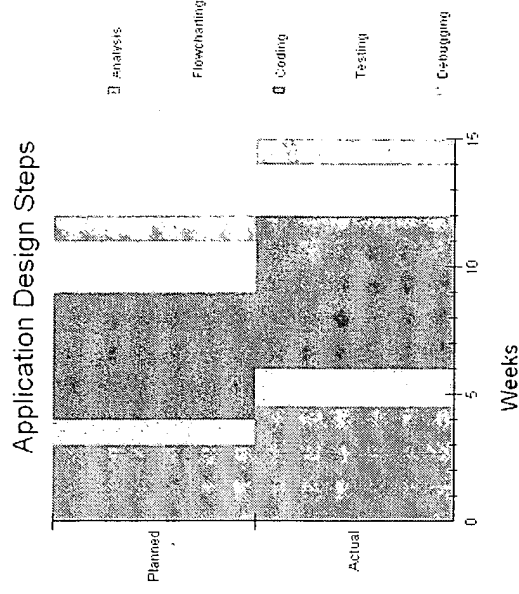 Application Design Steps
Planned
Actual
0
5
10
15
Weeks
Analysis
Flowcharting
Coding
Testing
Debugging